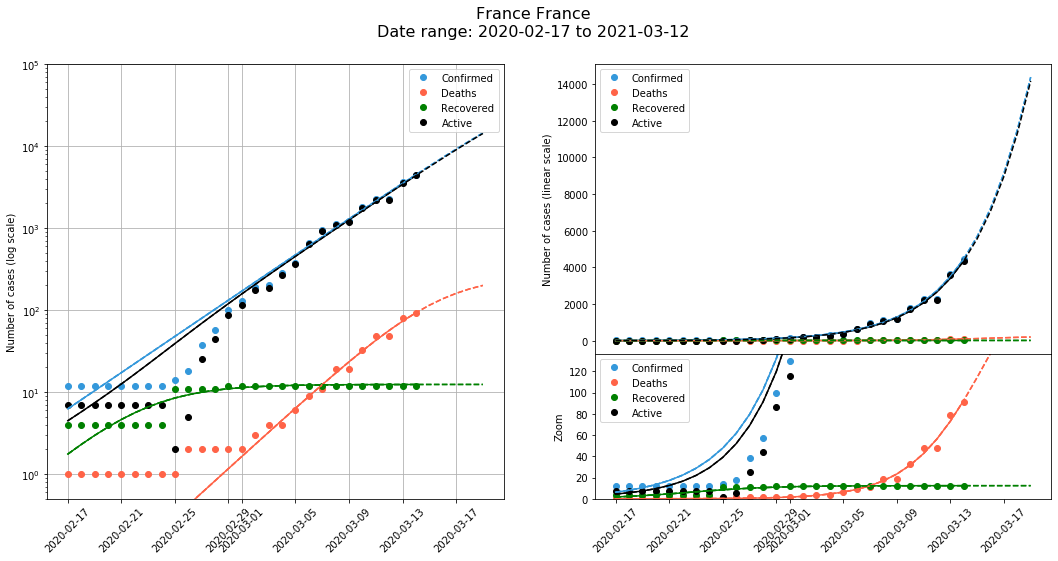 France France
Date range: 2020-02-17 to 2021-03-12
Number of cases (log scale)
10⁵
10⁴
10³
10²
10¹
10⁰
Confirmed
Deaths
Recovered
Active
2020-02-17
2020-02-21
2020-02-25
2020-02-29
2020-03-01
2020-03-05
2020-03-09
2020-03-13
2020-03-17
Number of cases (linear scale)
14000
12000
10000
8000
6000
4000
2000
0
Confirmed
Deaths
Recovered
Active
Zoom
120
100
80
60
40
20
0
Confirmed
Deaths
Recovered
Active
2020-02-17
2020-02-21
2020-02-25
2020-02-29
2020-03-01
2020-03-05
2020-03-09
2020-03-13
2020-03-17